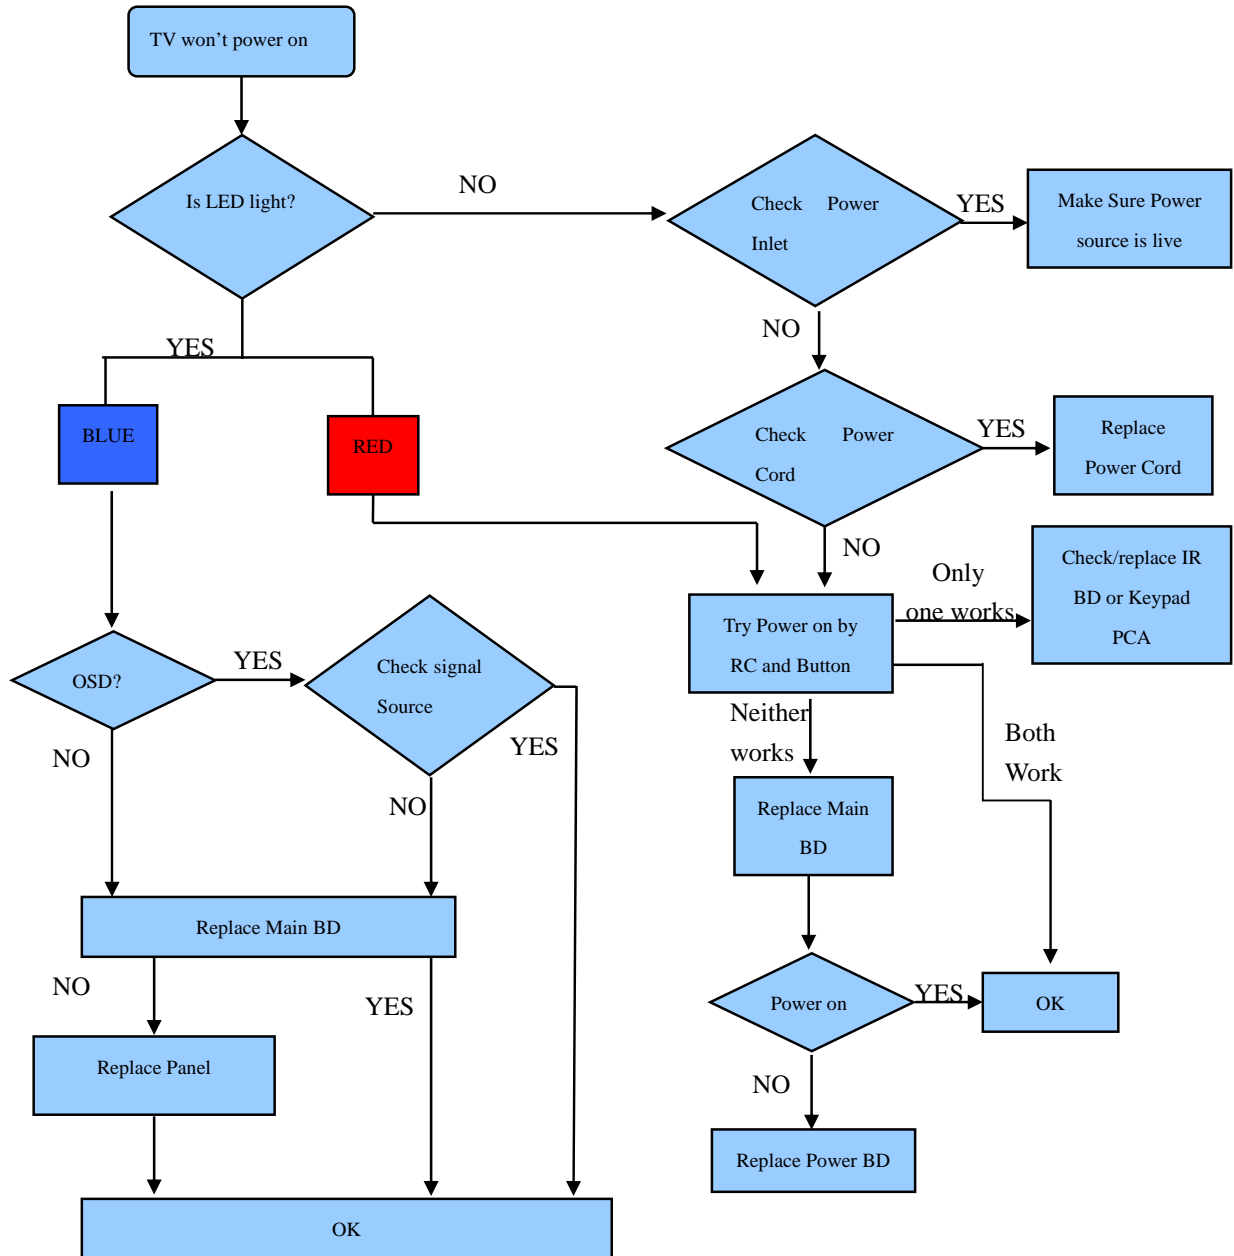 TV won’t power on
Is LED light?
NO
Check Power
Inlet
YES
Make Sure Power
source is live
NO
YES
BLUE
RED
Check Power
Cord
YES
Replace
Power Cord
NO
Only
one works
Check/replace IR
BD or Keypad
PCA
Try Power on by
RC and Button
OSD?
YES
Check signal
Source
YES
NO
NO
Neither
works
Both
Work
Replace Main
BD
Replace Main BD
NO
YES
Power on
YES
OK
Replace Panel
NO
Replace Power BD
OK